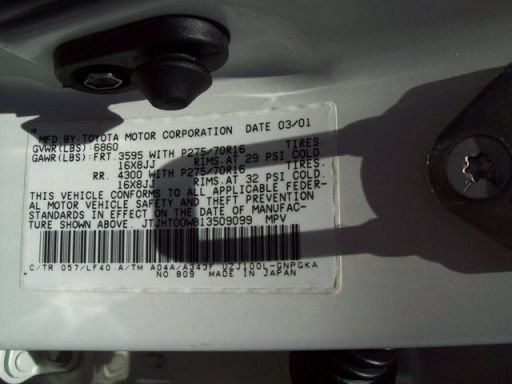 MFD.BY:TOYOTA MOTOR CORPORATION DATE 03/01
GVWR(LBS):6860
GAWR(LBS):FRT.3595 WITH P275/70R16 TIRES,
16X8JJ RIMS,AT 29 PSI COLD.
RR. 4300 WITH P275/70R16 TIRES,
16X8JJ RIMS,AT 32 PSI COLD.
THIS VEHICLE CONFORMS TO ALL APPLICABLE FEDER-
AL MOTOR VEHICLE SAFETY AND THEFT PREVENTION
STANDARDS IN EFFECT ON THE DATE OF MANUFAC-
TURE SHOWN ABOVE. JTJHT00W813509099 MPV
C/TR 057/LF40 A/TM A04A/A343F UZJ100L-GNPGKA
NO.809 MADE IN JAPAN